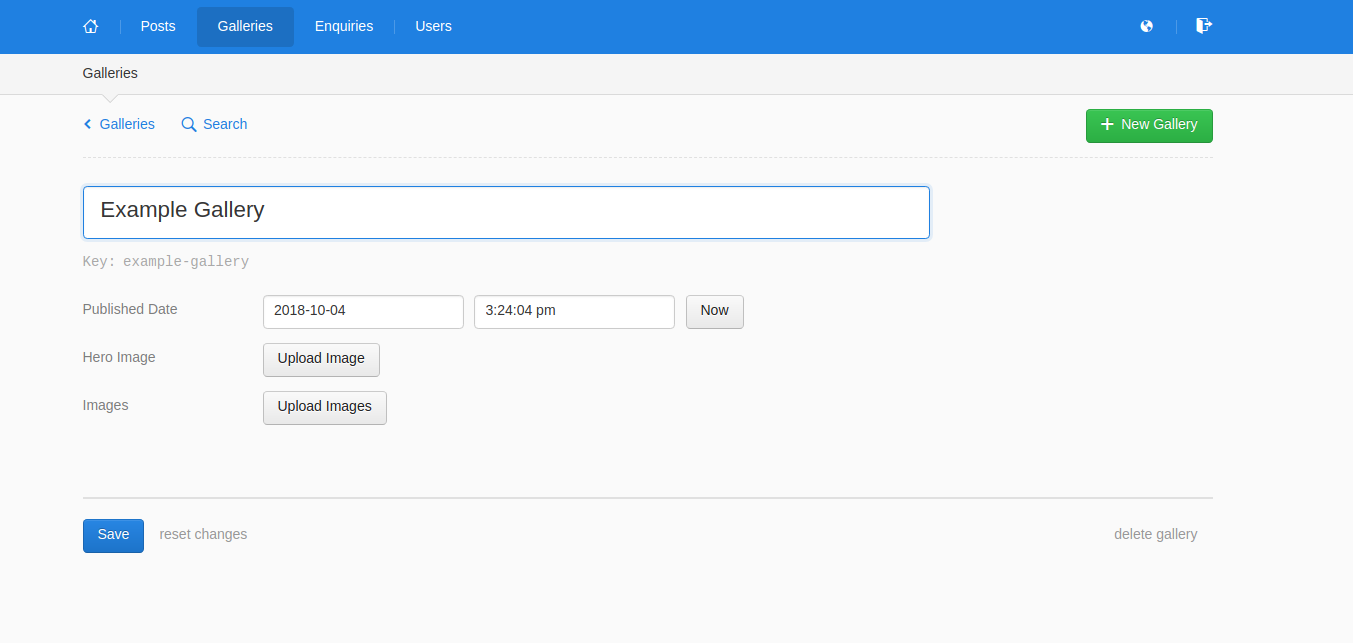 Posts Galleries Enquiries Users
Galleries
Galleries Search New Gallery
Example Gallery
Key: example-gallery
Published Date 2018-10-04 3:24:04 pm Now
Hero Image Upload Image
Images Upload Images
Save reset changes delete gallery